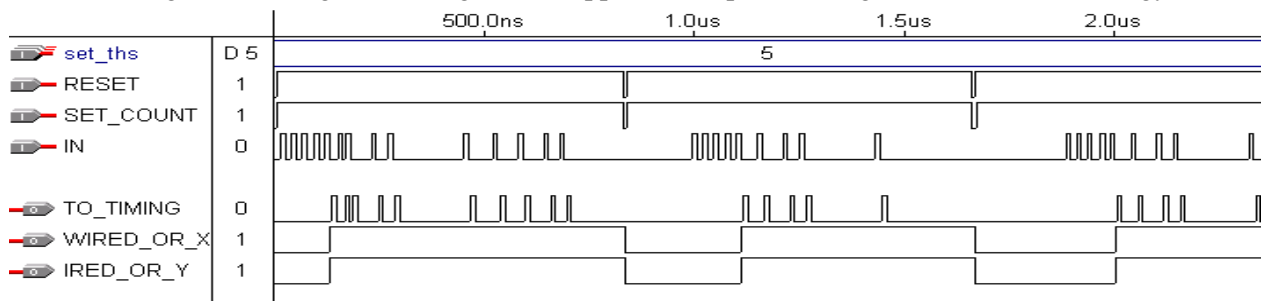 500.0ns 1.0us 1.5us 2.0us
set_ths D 5 5
RESET 1
SET_COUNT 1
IN 0
TO_TIMING 0
WIRED_OR_X 1
IRED_OR_Y 1